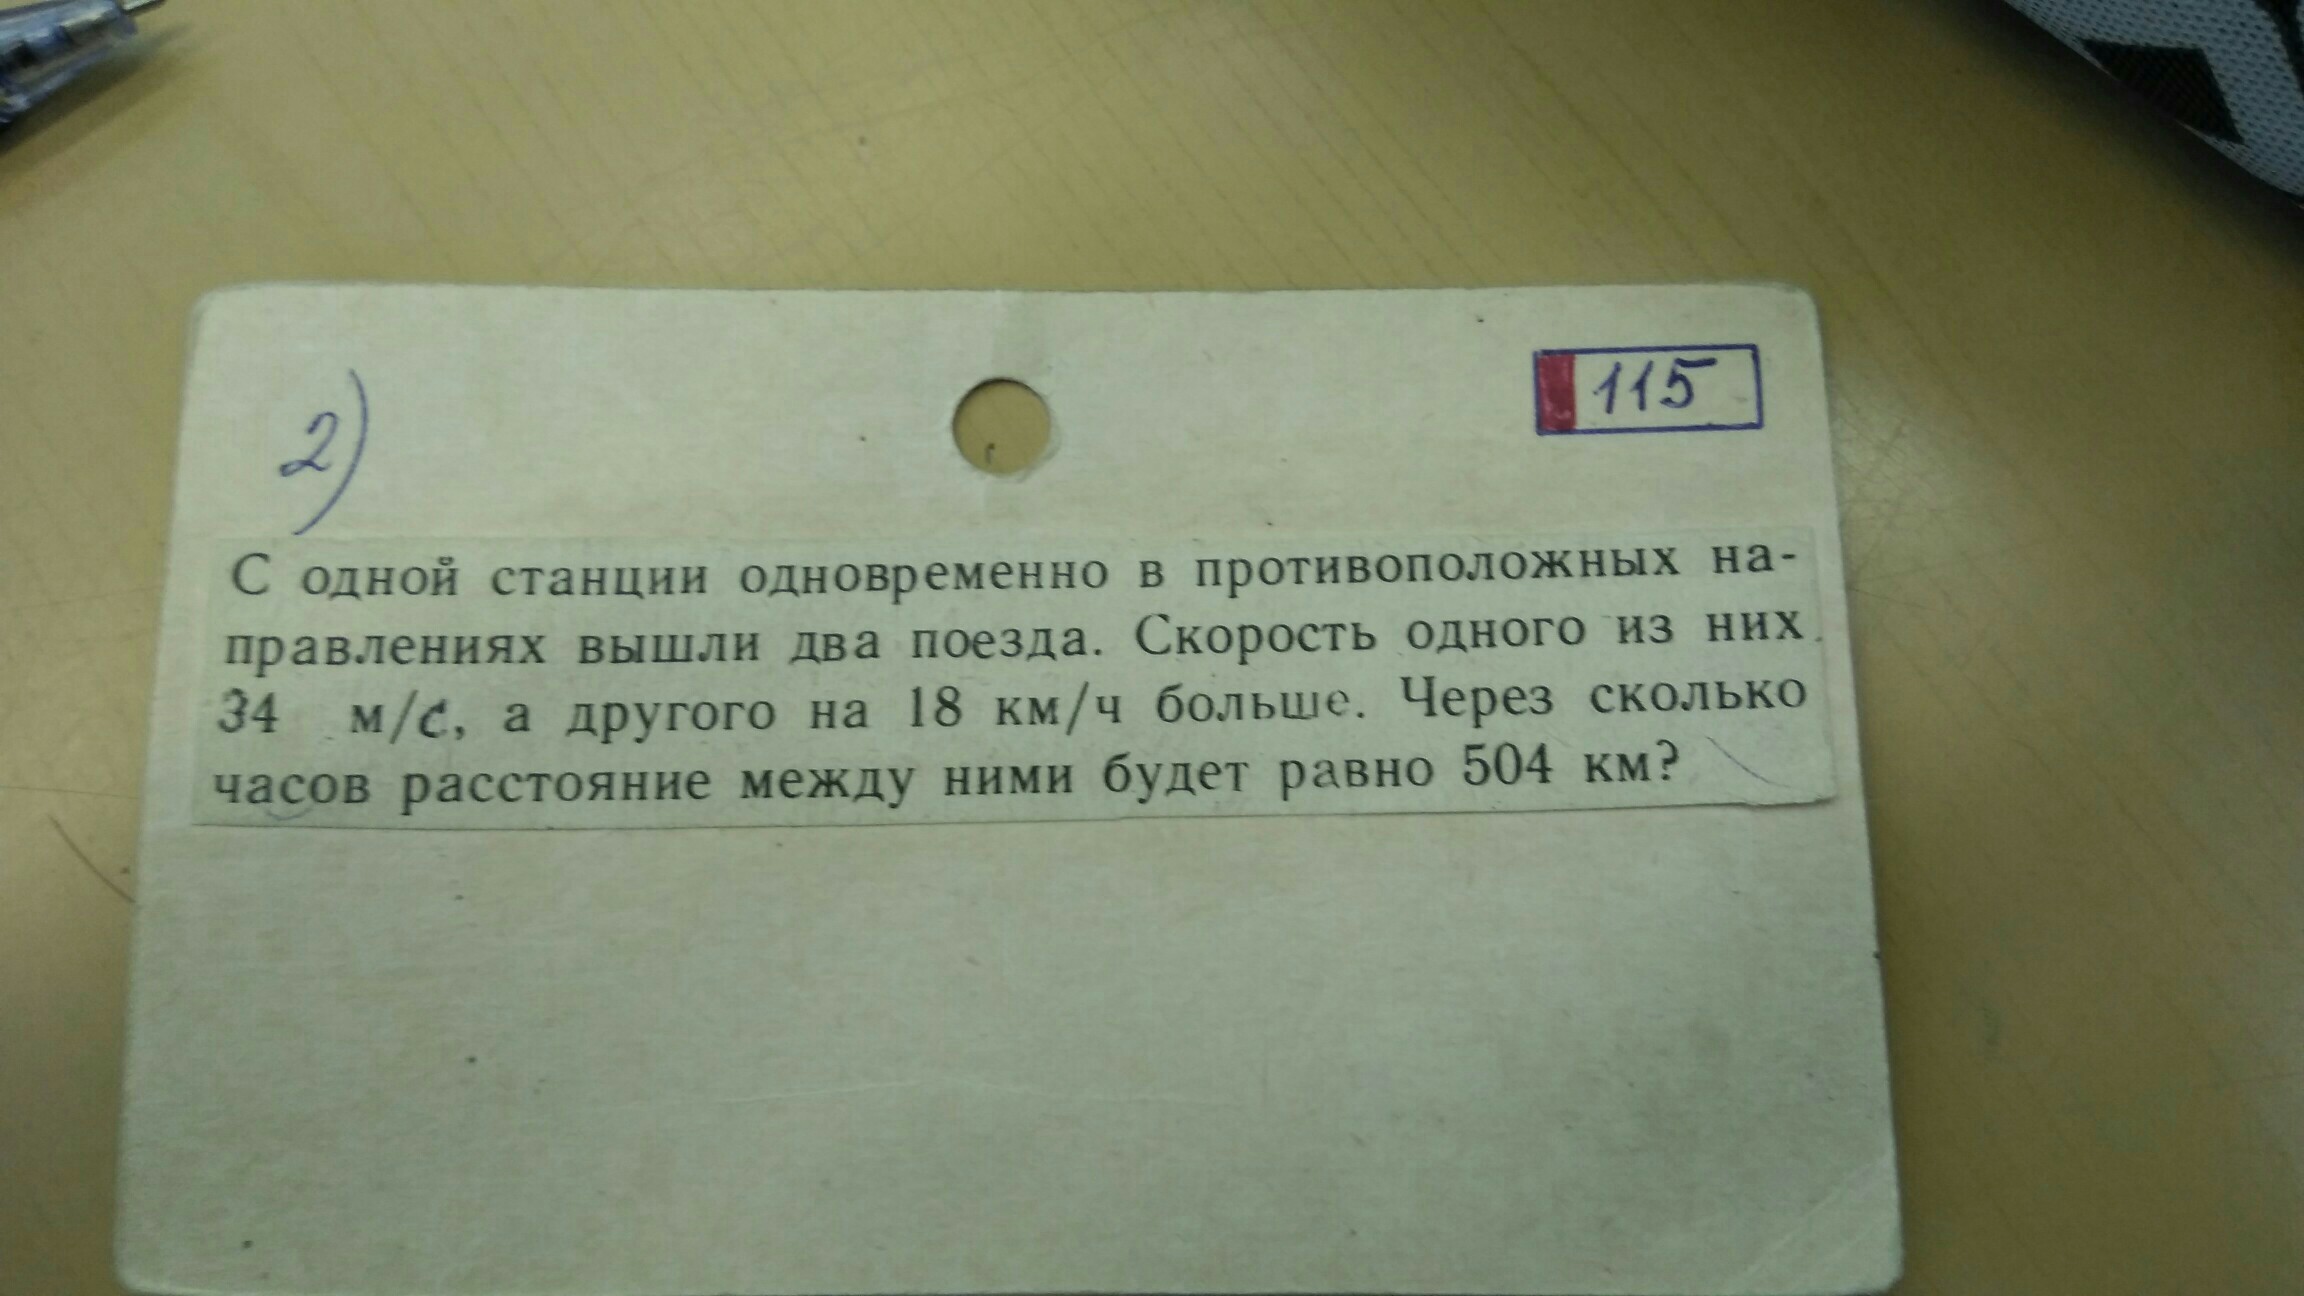 2)
115
С одной станции одновременно в противоположных на-
правлениях вышли два поезда. Скорость одного из них
34 м/с, а другого на 18 км/ч больше. Через сколько
часов расстояние между ними будет равно 504 км?